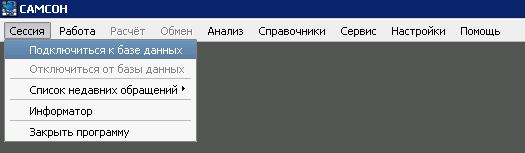 САМСОН
Сессия Работа Расчёт Обмен Анализ Справочники Сервис Настройки Помощь
Подключиться к базе данных
Отключиться от базы данных
Список недавних обращений
Информатор
Закрыть программу